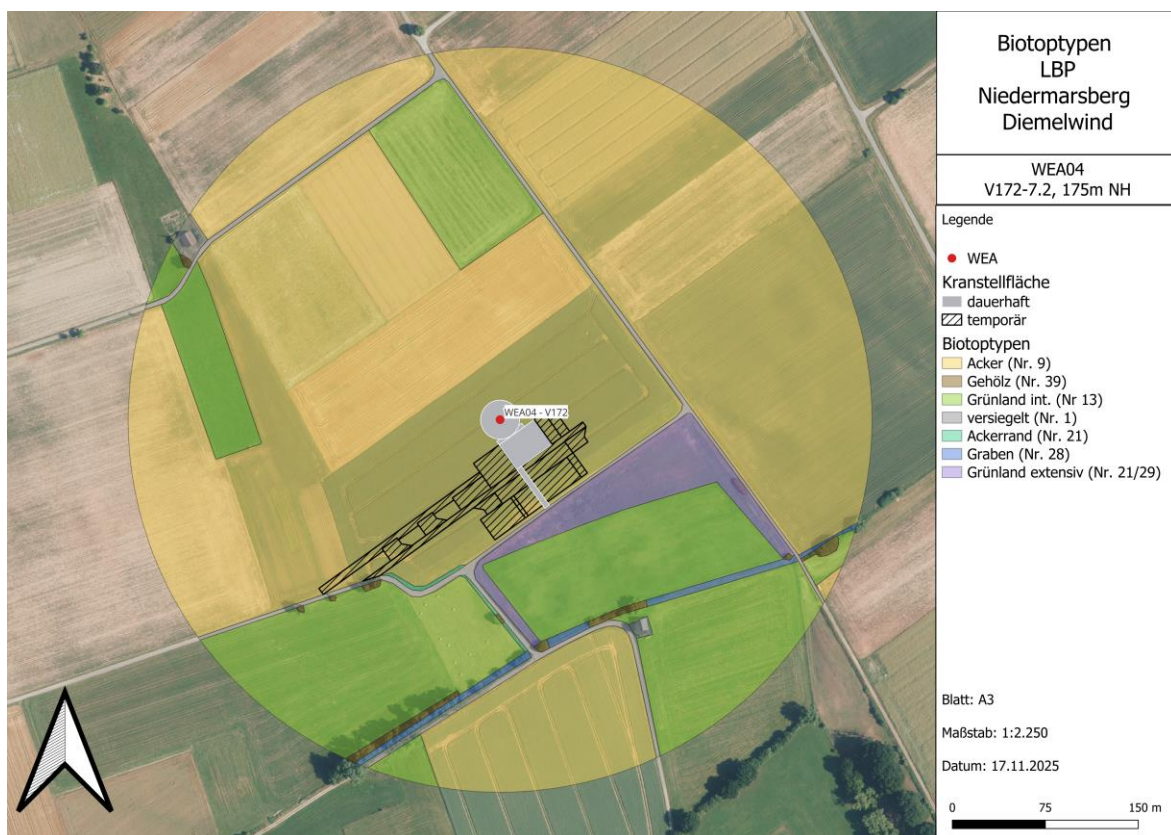 Biotoptypen
LBP
Niedermarsberg
Diemelwind
WEA04
V172-7.2, 175m NH
Legende
WEA
Kranstellfläche
dauerhaft
temporär
Biotoptypen
Acker (Nr. 9)
Gehölz (Nr. 39)
Grünland int. (Nr 13)
versiegelt (Nr. 1)
Ackerrand (Nr. 21)
Graben (Nr. 28)
Grünland extensiv (Nr. 21/29)
WEA04 - V172
Blatt: A3
Maßstab: 1:2.250
Datum: 17.11.2025
0 75 150 m